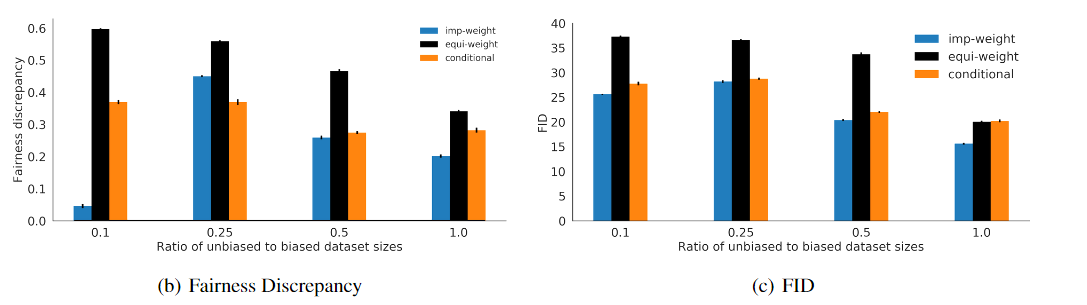 0.6
0.5
0.4
0.3
0.2
0.1
0.0
Fairness discrepancy
imp-weight
equi-weight
conditional
0.1 0.25 0.5 1.0
Ratio of unbiased to biased dataset sizes
(b) Fairness Discrepancy
40
35
30
25
20
15
10
5
0
FID
imp-weight
equi-weight
conditional
0.1 0.25 0.5 1.0
Ratio of unbiased to biased dataset sizes
(c) FID